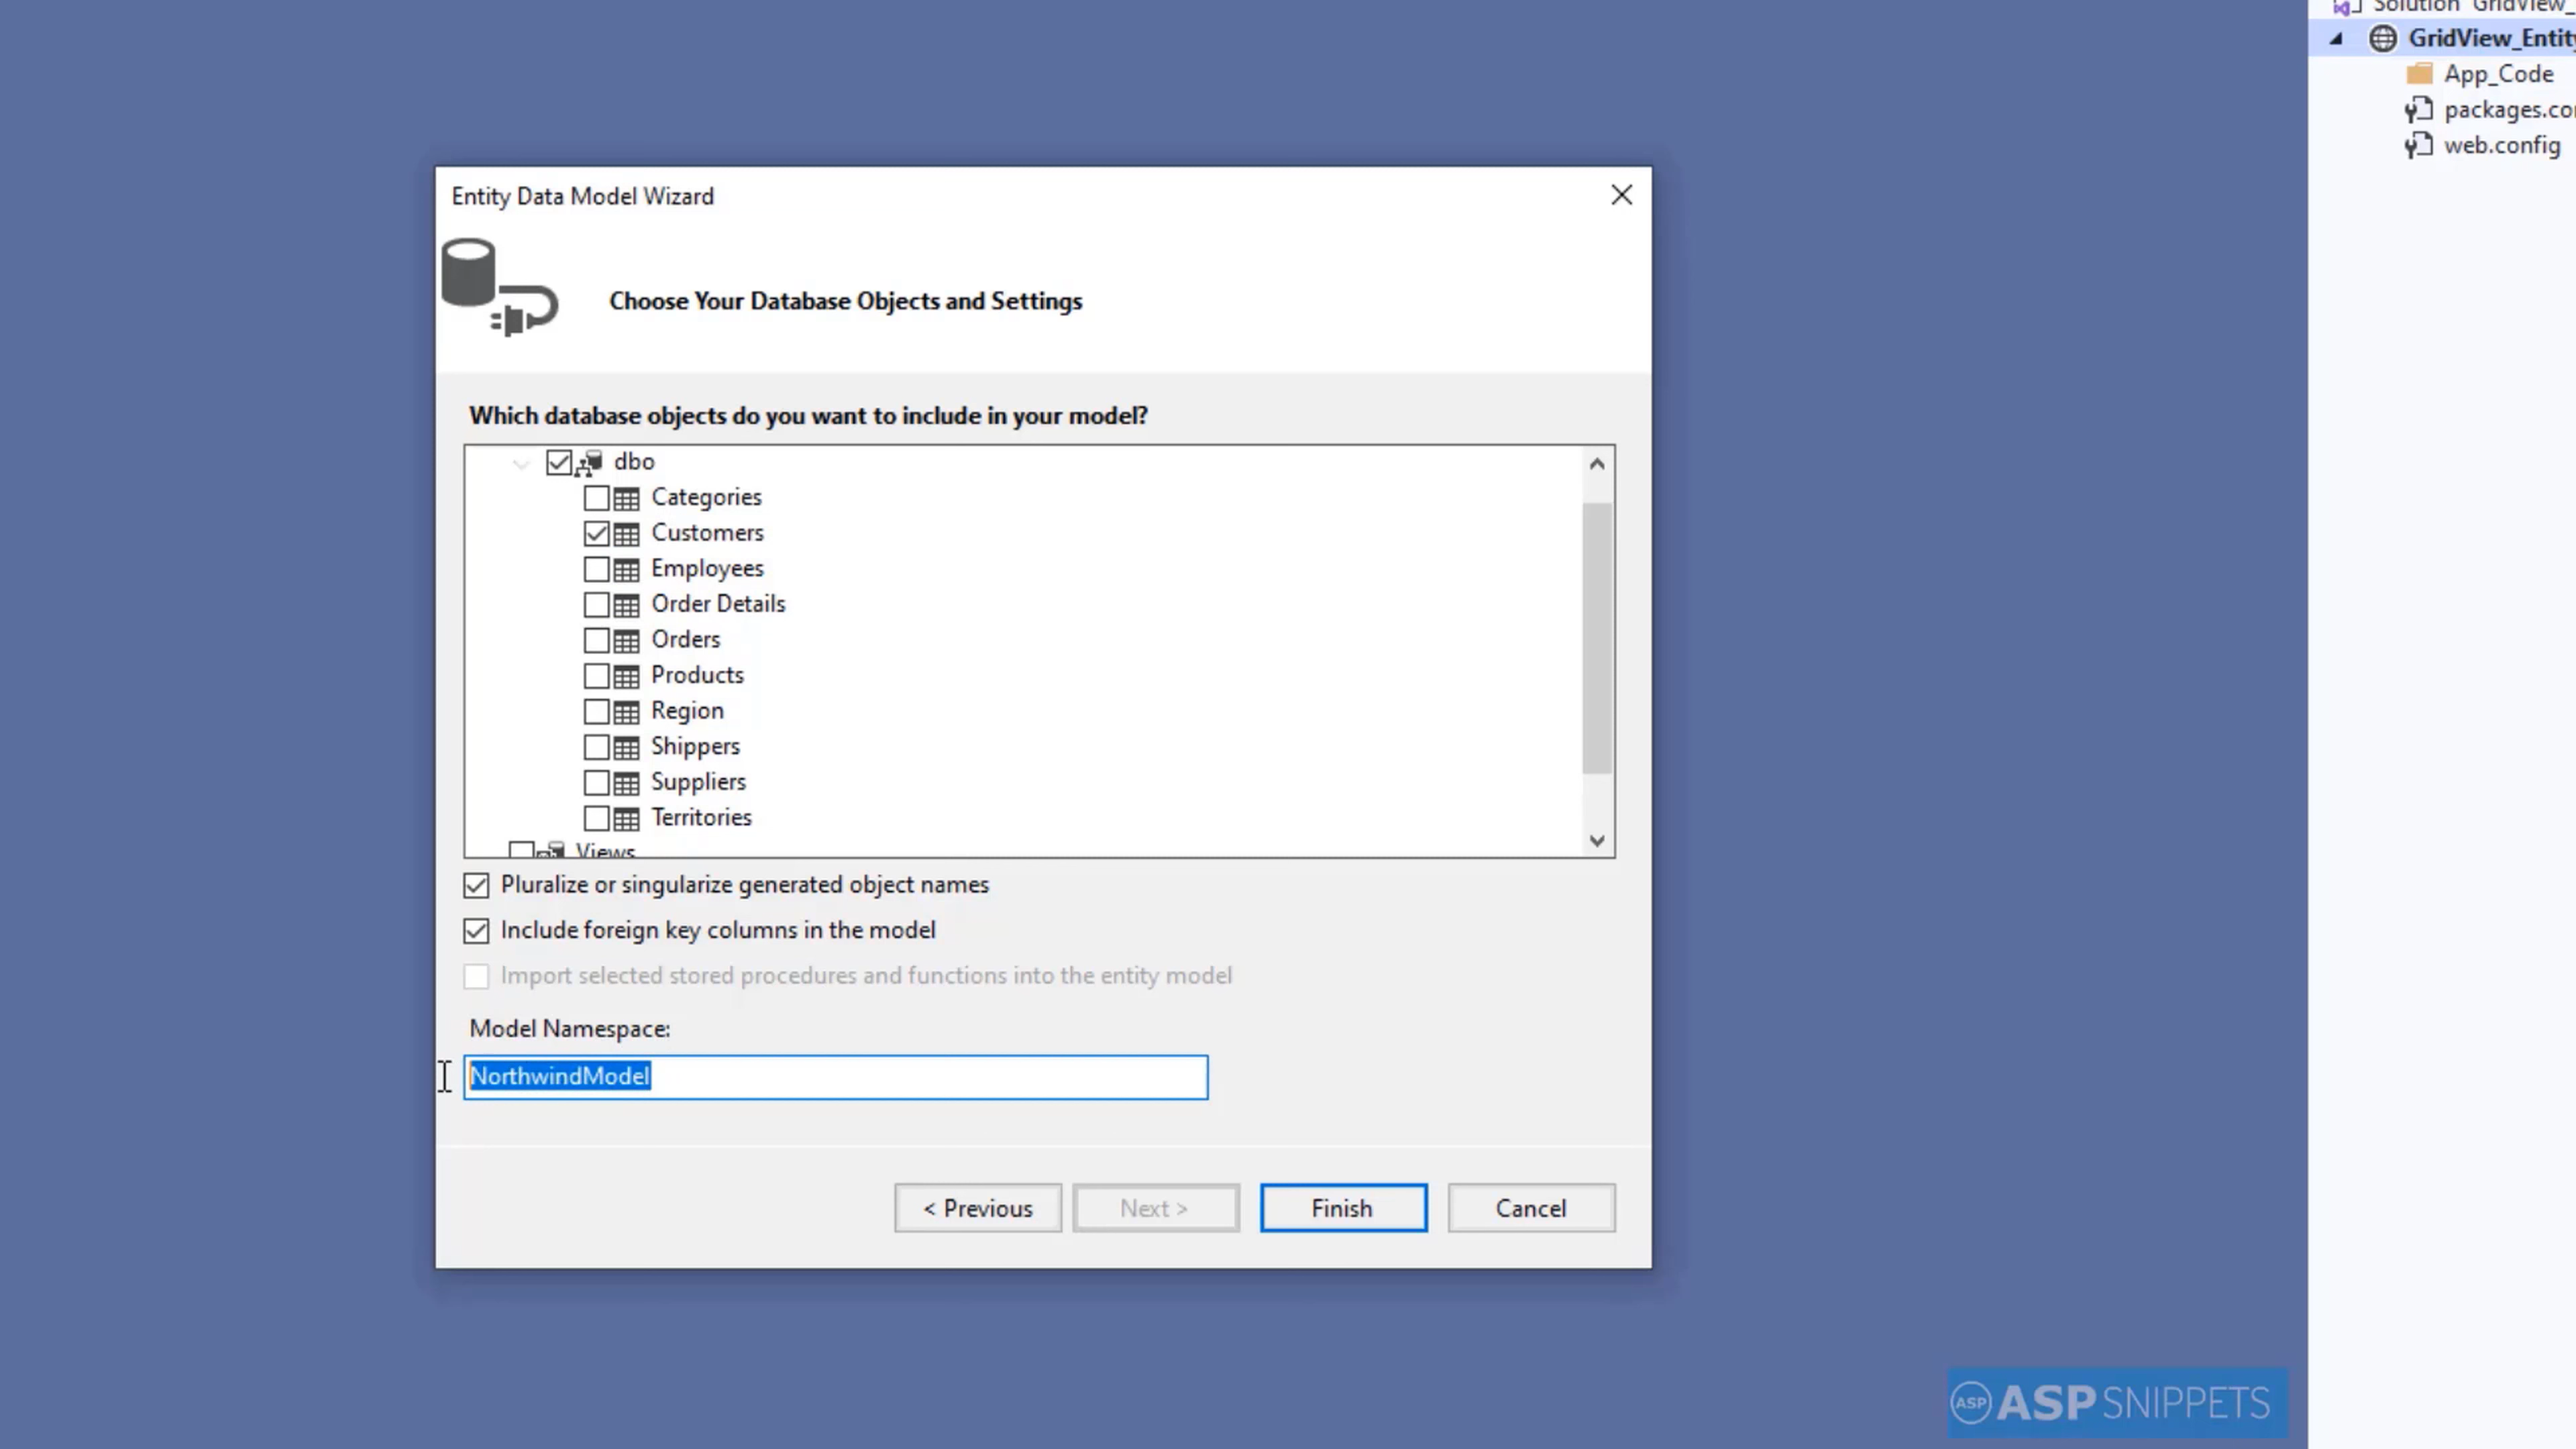 Solution 'GridView_
GridView_Entity
App_Code
packages.con
web.config
Entity Data Model Wizard
Choose Your Database Objects and Settings
Which database objects do you want to include in your model?
dbo
Categories
Customers
Employees
Order Details
Orders
Products
Region
Shippers
Suppliers
Territories
Views
Pluralize or singularize generated object names
Include foreign key columns in the model
Import selected stored procedures and functions into the entity model
Model Namespace:
NorthwindModel
< Previous
Next >
Finish
Cancel
ASP ASPSNIPPETS